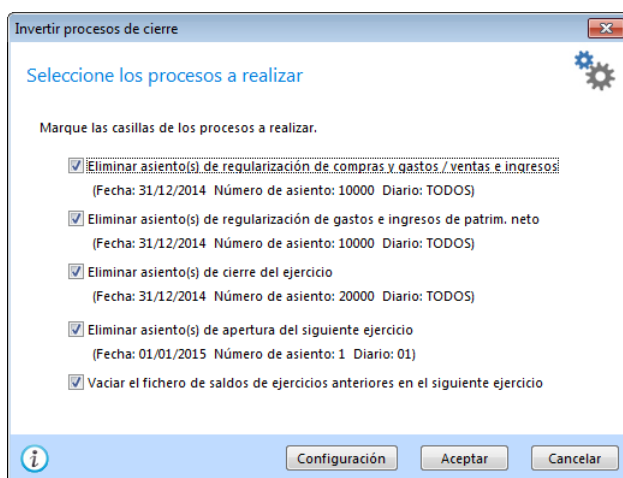 Invertir procesos de cierre
Seleccione los procesos a realizar
Marque las casillas de los procesos a realizar.
Eliminar asiento(s) de regularización de compras y gastos / ventas e ingresos
(Fecha: 31/12/2014 Número de asiento: 10000 Diario: TODOS)
Eliminar asiento(s) de regularización de gastos e ingresos de patrim. neto
(Fecha: 31/12/2014 Número de asiento: 10000 Diario: TODOS)
Eliminar asiento(s) de cierre del ejercicio
(Fecha: 31/12/2014 Número de asiento: 20000 Diario: TODOS)
Eliminar asiento(s) de apertura del siguiente ejercicio
(Fecha: 01/01/2015 Número de asiento: 1 Diario: 01)
Vaciar el fichero de saldos de ejercicios anteriores en el siguiente ejercicio
Configuración Aceptar Cancelar